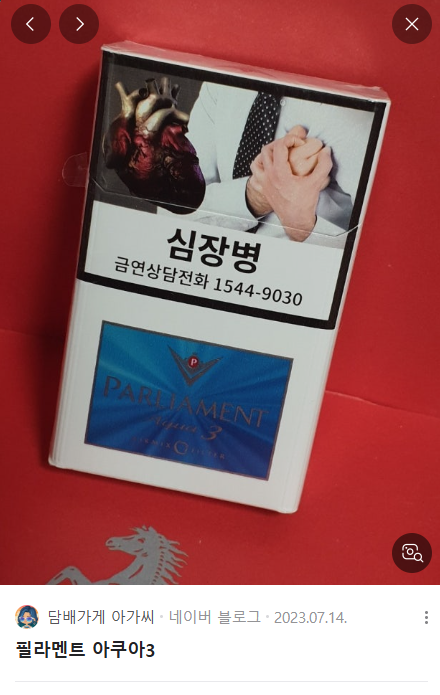 심장병
금연상담전화 1544-9030
P
PARLIAMENT
Aqua 3
담배가게 아가씨 · 네이버 블로그 · 2023.07.14.
필라멘트 아쿠아3